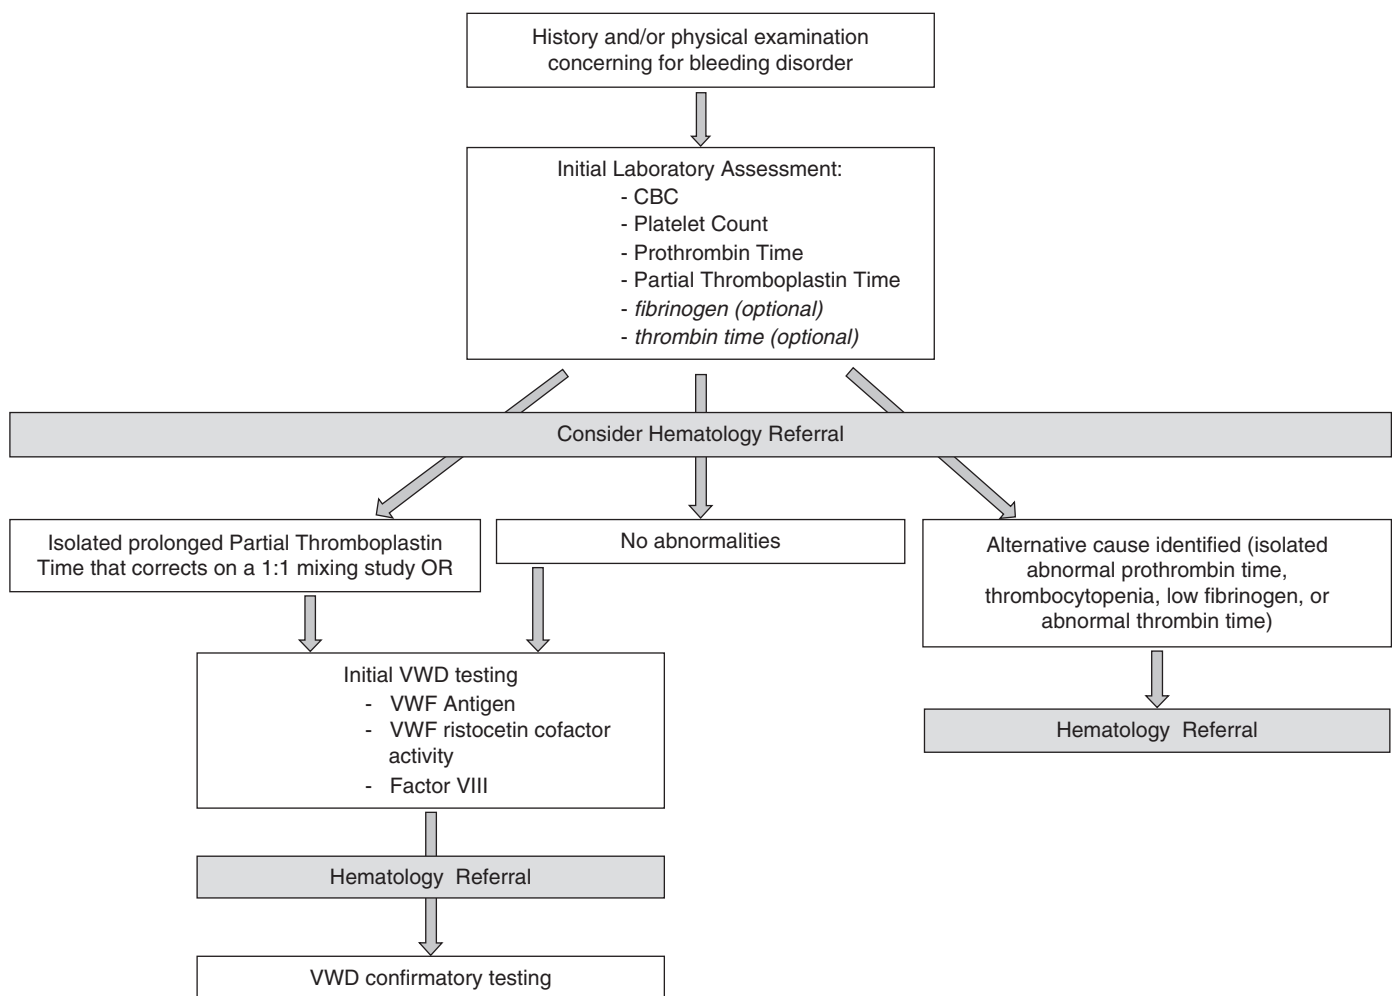 History and/or physical examination
concerning for bleeding disorder
Initial Laboratory Assessment:
- CBC
- Platelet Count
- Prothrombin Time
- Partial Thromboplastin Time
- fibrinogen (optional)
- thrombin time (optional)
Consider Hematology Referral
Isolated prolonged Partial Thromboplastin
Time that corrects on a 1:1 mixing study OR
No abnormalities
Alternative cause identified (isolated
abnormal prothrombin time,
thrombocytopenia, low fibrinogen, or
abnormal thrombin time)
Initial VWD testing
- VWF Antigen
- VWF ristocetin cofactor
activity
- Factor VIII
Hematology Referral
Hematology Referral
VWD confirmatory testing